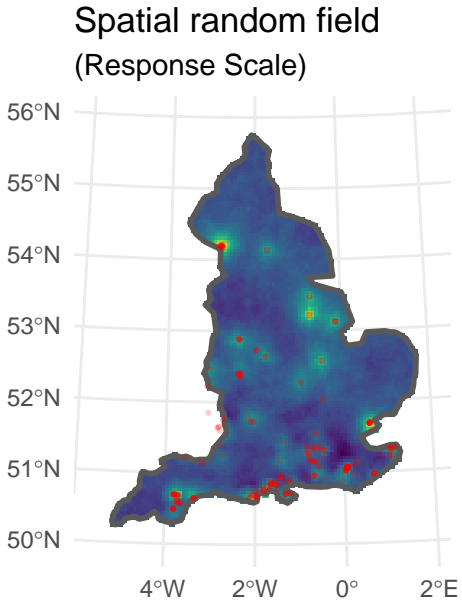 Spatial random field
(Response Scale)
56°N
55°N
54°N
53°N
52°N
51°N
50°N
4°W 2°W 0° 2°E